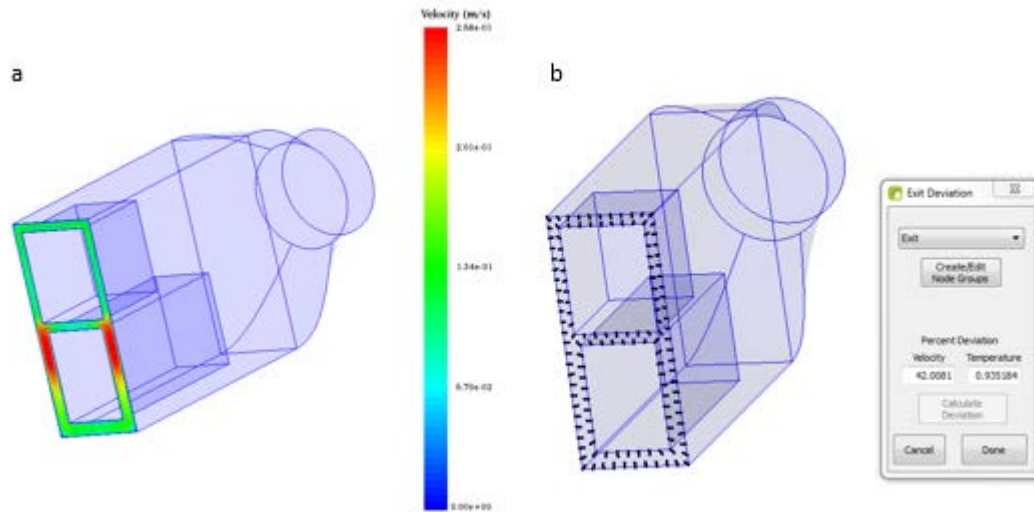 a
Velocity (m/s)
2.68e-01
2.01e-01
1.34e-01
6.70e-02
0.00e+00
b
Exit Deviation
Exit
Create/Edit
Node Groups
Percent Deviation
Velocity Temperature
42.0081 0.935184
Calculate
Deviation
Cancel Done